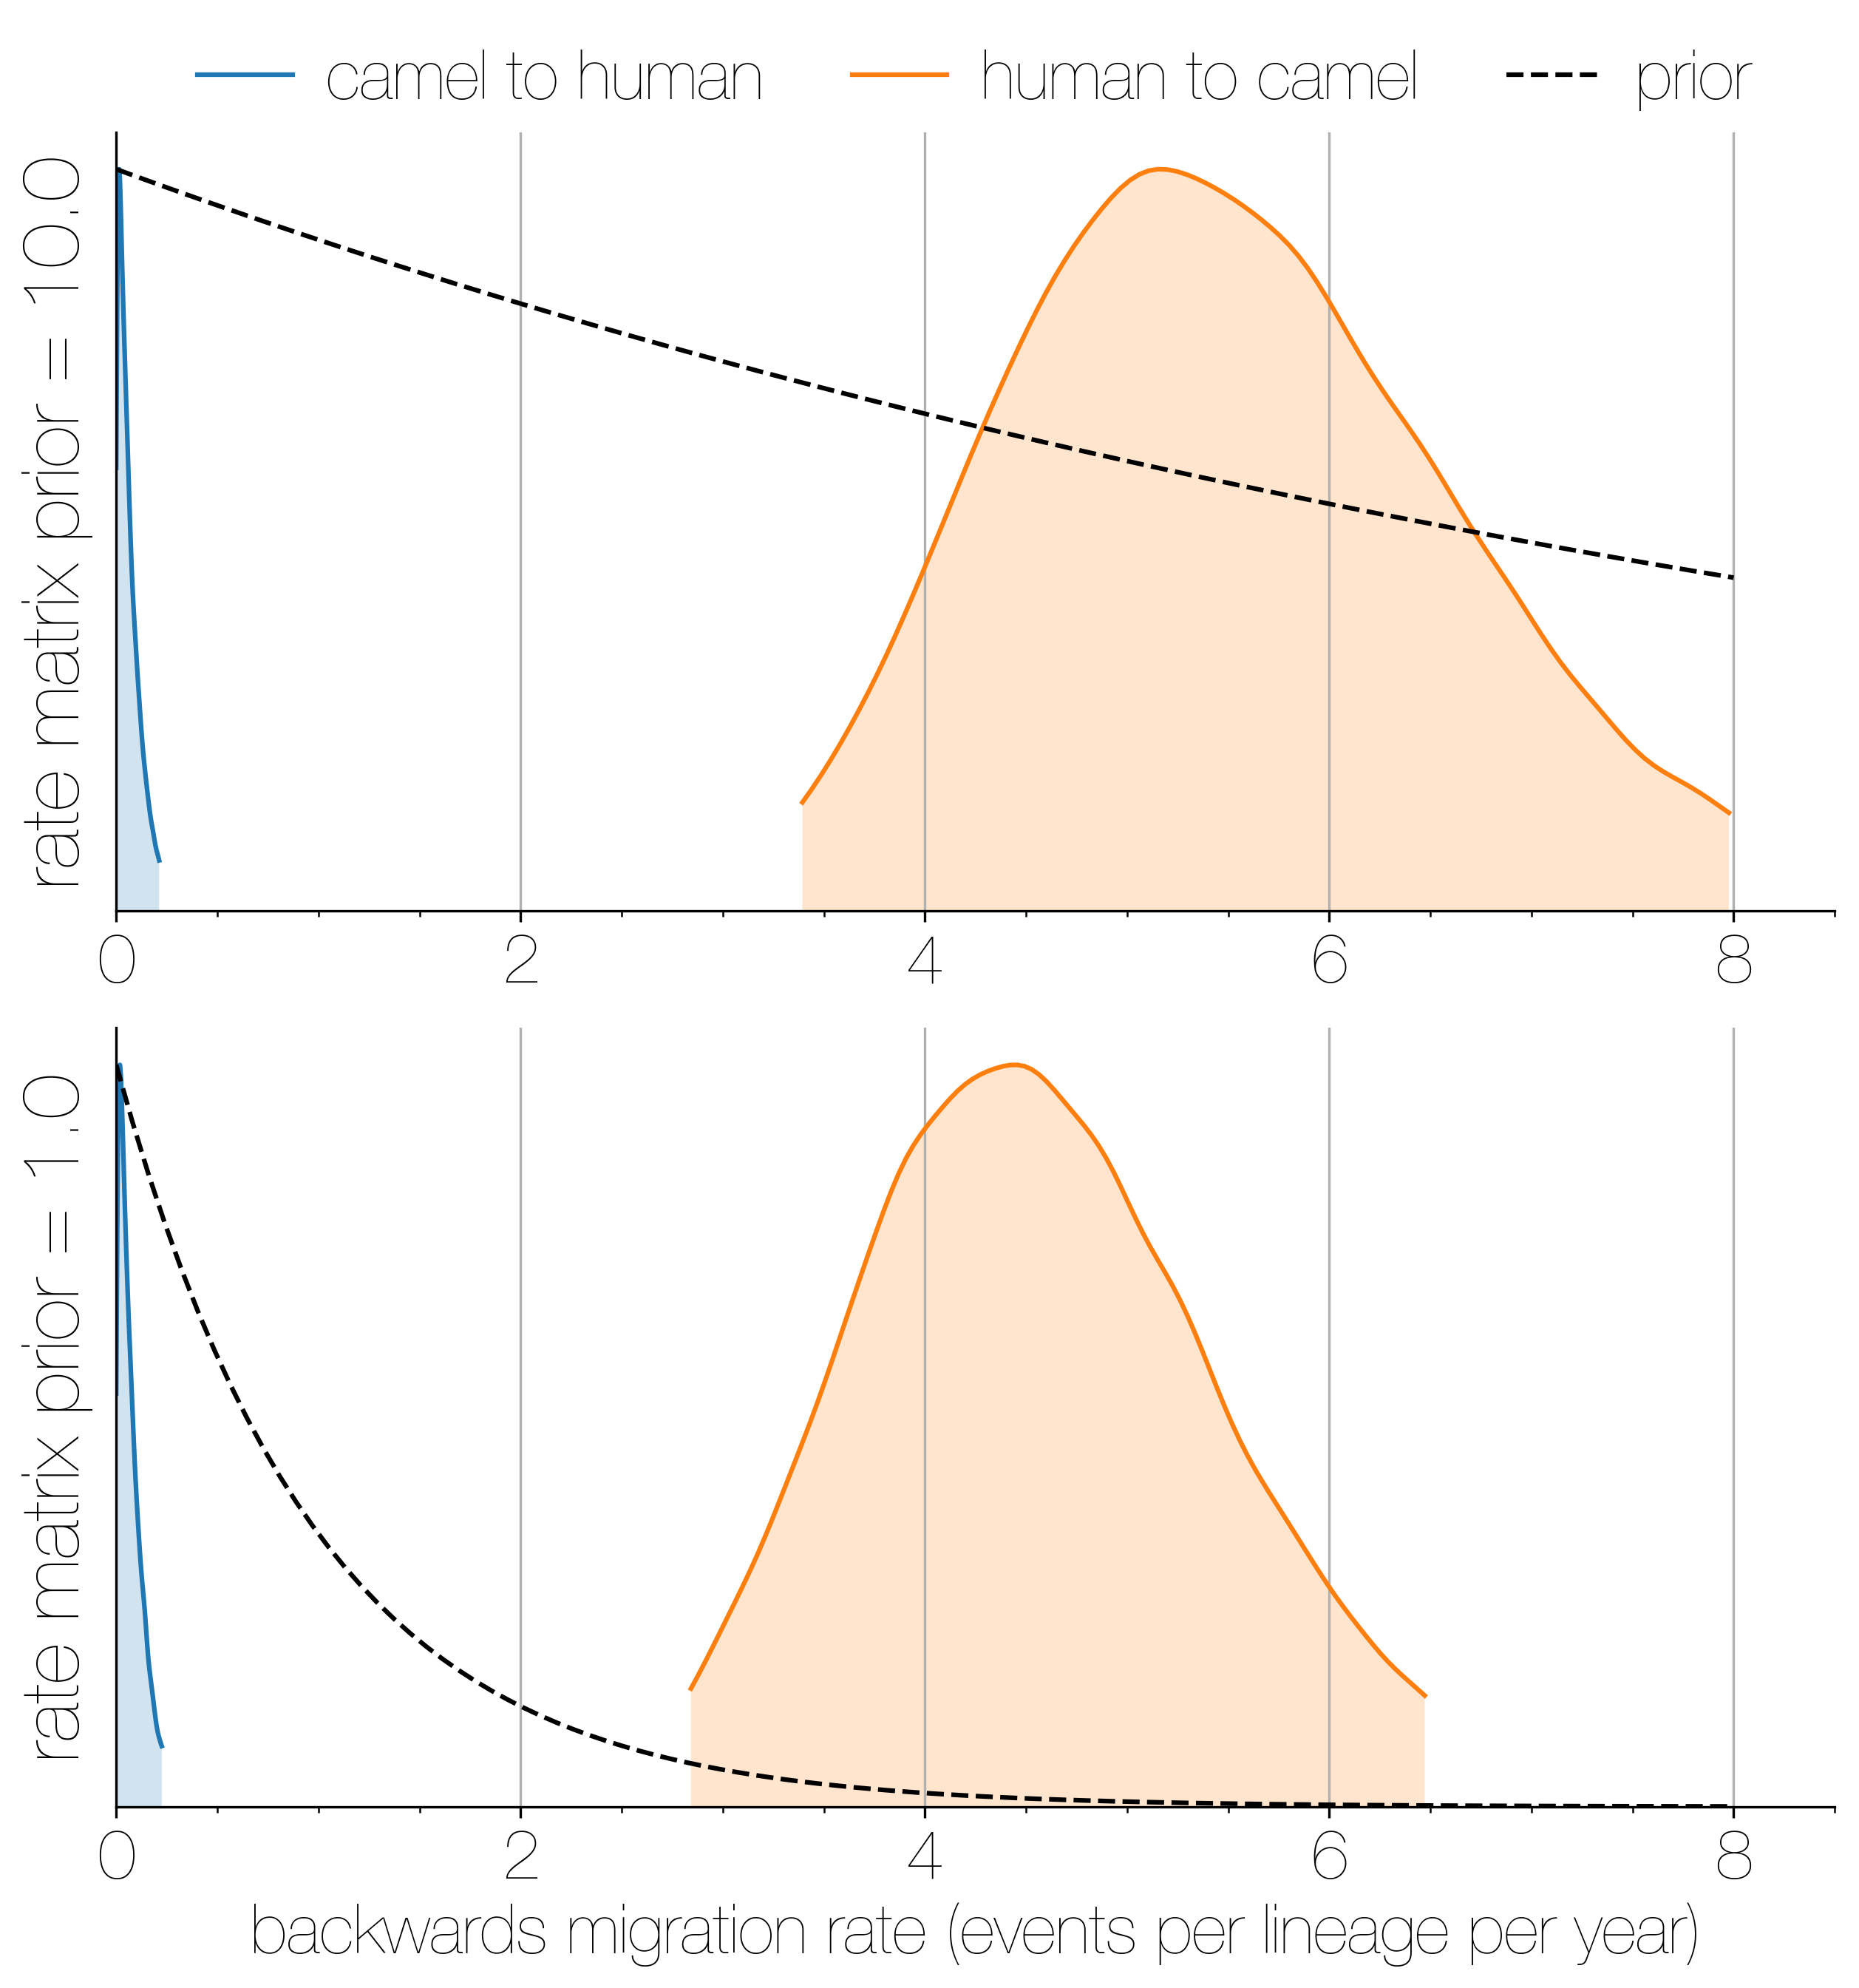 camel to human human to camel prior
rate matrix prior = 10.0
0 2 4 6 8
rate matrix prior = 1.0
0 2 4 6 8
backwards migration rate (events per lineage per year)